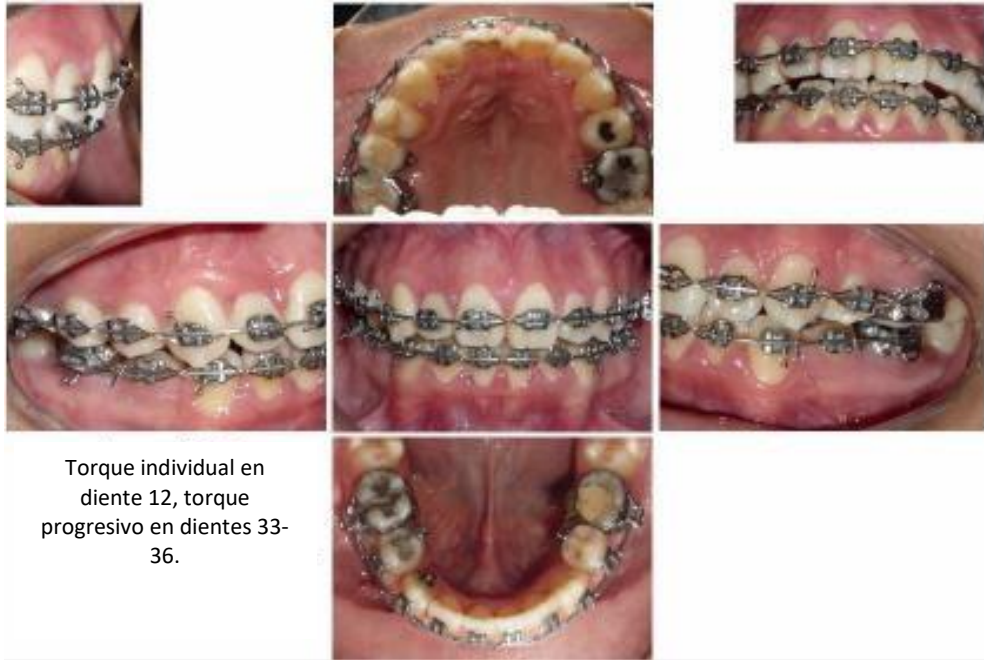 Torque individual en
diente 12, torque
progresivo en dientes 33-
36.